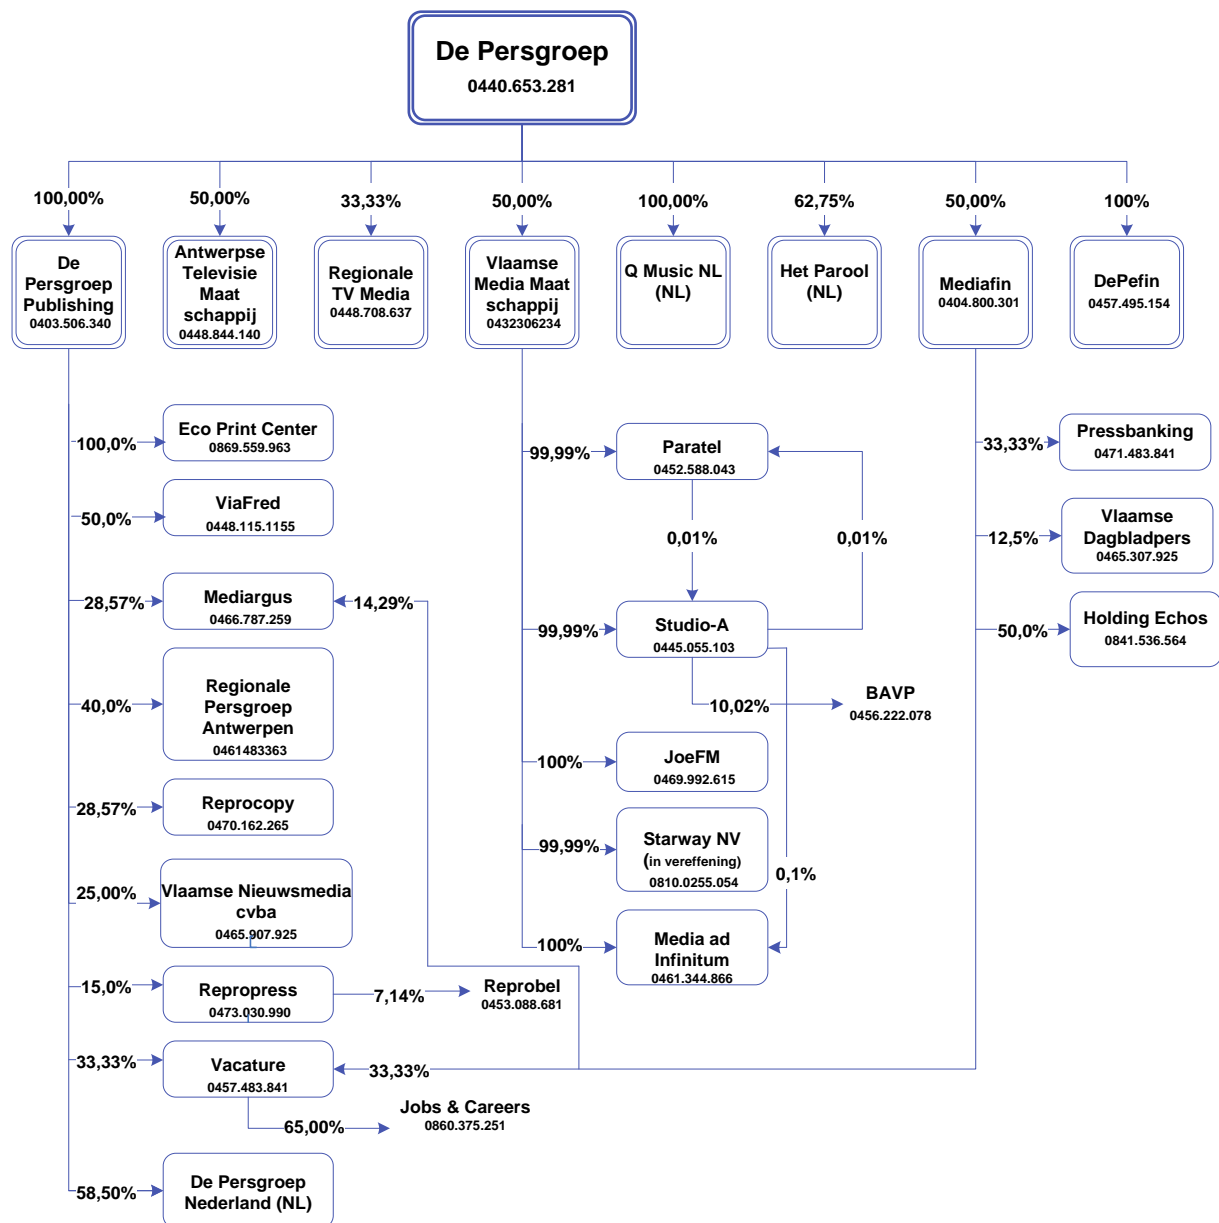 De Persgroep
0440.653.281
100,00%
50,00%
33,33%
50,00%
100,00%
62,75%
50,00%
100%
De
Persgroep
Publishing
0403.506.340
Antwerpse
Televisie
Maat
schappij
0448.844.140
Regionale
TV Media
0448.708.637
Vlaamse
Media Maat
schappij
0432306234
Q Music NL
(NL)
Het Parool
(NL)
Mediafin
0404.800.301
DePefin
0457.495.154
100,0%
Eco Print Center
0869.559.963
50,0%
ViaFred
0448.115.1155
28,57%
Mediargus
0466.787.259
14,29%
40,0%
Regionale
Persgroep
Antwerpen
0461483363
28,57%
Reprocopy
0470.162.265
25,00%
Vlaamse Nieuwsmedia
cvba
0465.907.925
15,0%
Repropress
0473.030.990
7,14%
Reprobel
0453.088.681
33,33%
Vacature
0457.483.841
33,33%
65,00%
Jobs & Careers
0860.375.251
58,50%
De Persgroep
Nederland (NL)
99,99%
Paratel
0452.588.043
0,01%
0,01%
99,99%
Studio-A
0445.055.103
10,02%
BAVP
0456.222.078
100%
JoeFM
0469.992.615
99,99%
Starway NV
(in vereffening)
0810.0255.054
0,1%
100%
Media ad
Infinitum
0461.344.866
33,33%
Pressbanking
0471.483.841
12,5%
Vlaamse
Dagbladpers
0465.307.925
50,0%
Holding Echos
0841.536.564